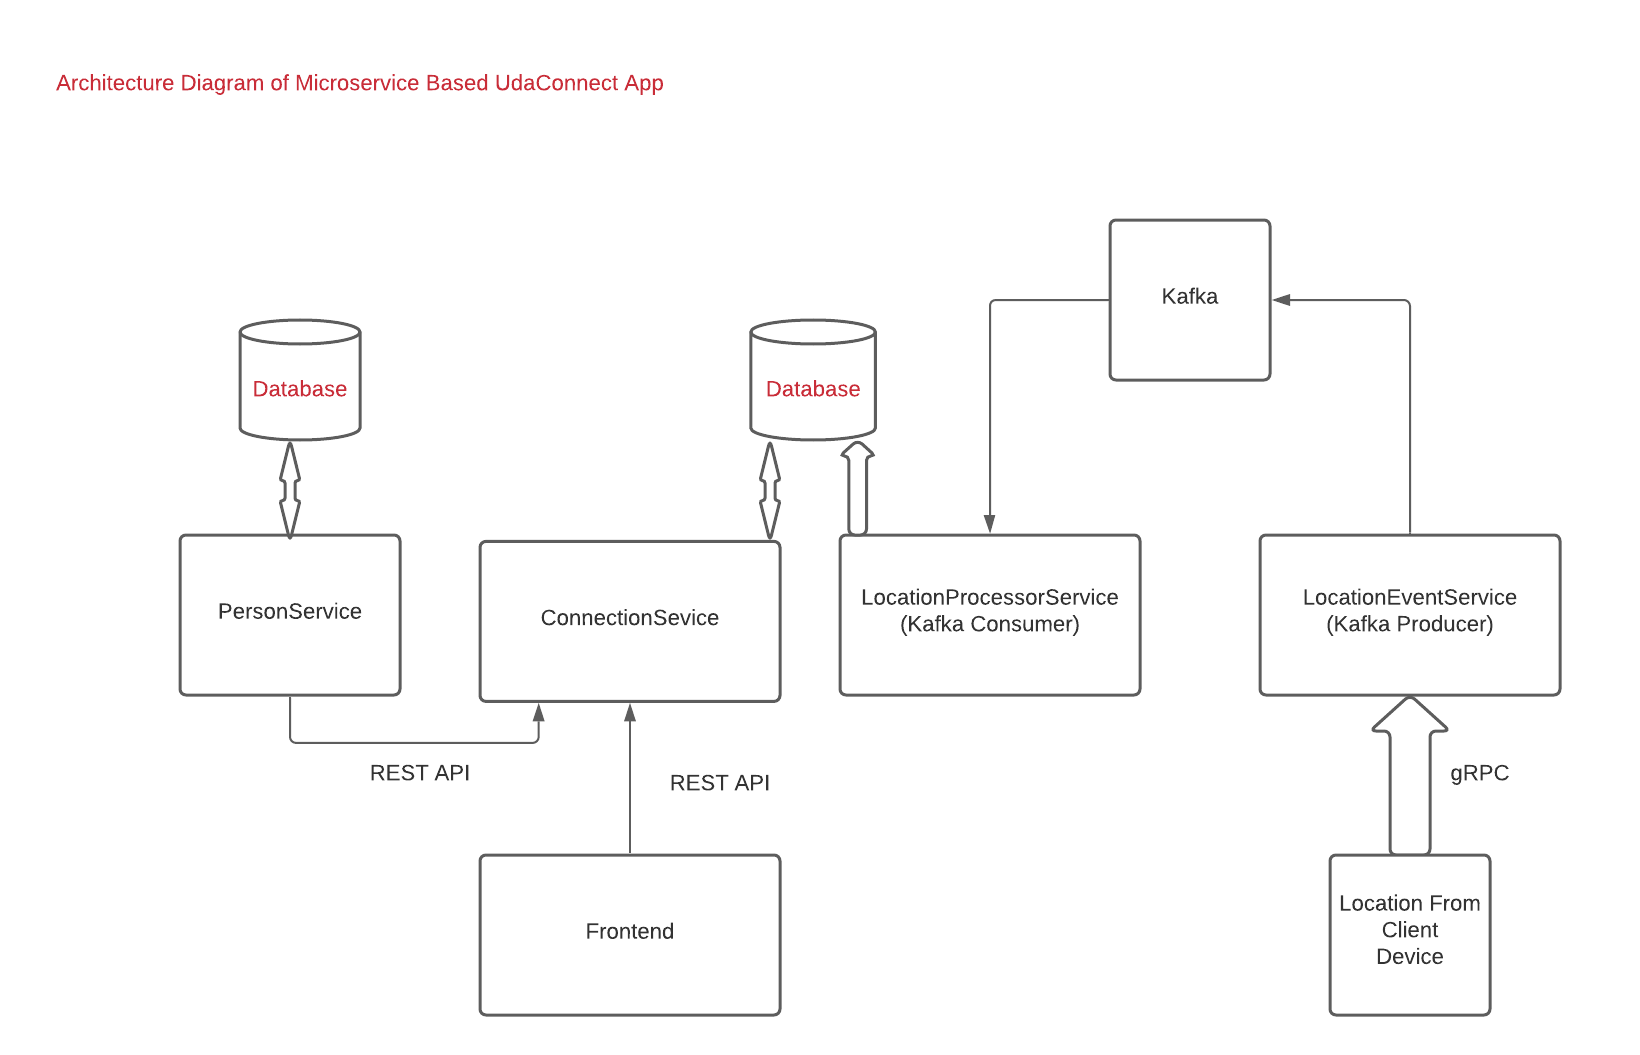 Architecture Diagram of Microservice Based UdaConnect App
Kafka
Database
Database
PersonService
ConnectionSevice
LocationProcessorService
(Kafka Consumer)
LocationEventService
(Kafka Producer)
REST API
REST API
gRPC
Frontend
Location From
Client
Device